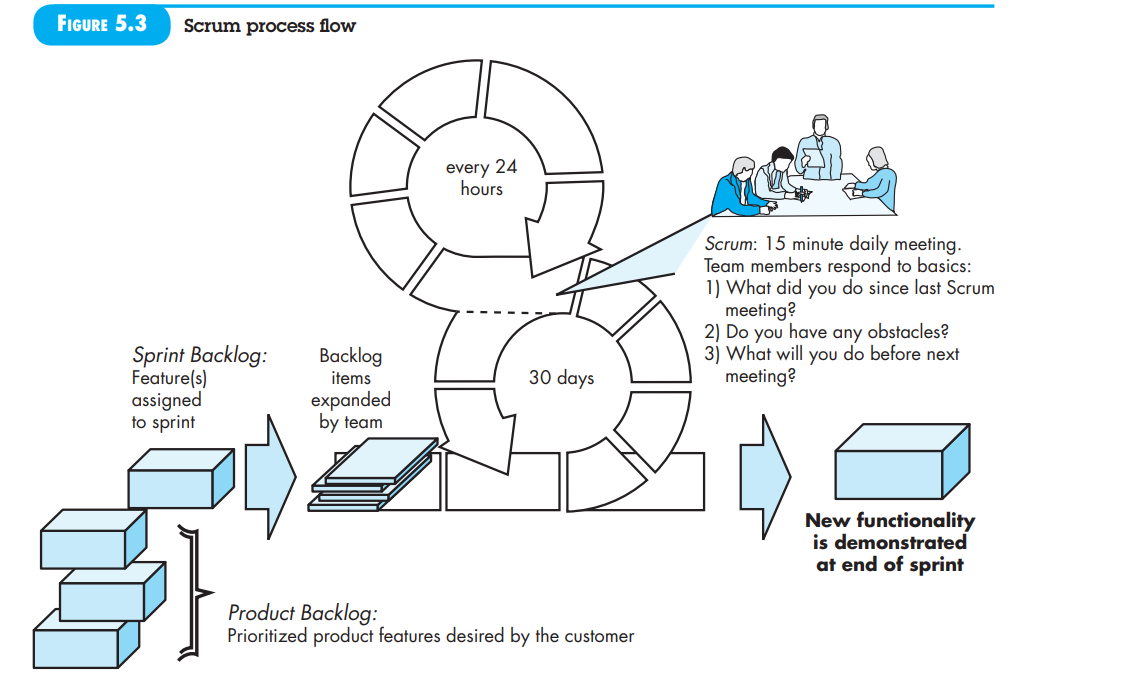 FIGURE 5.3 Scrum process flow
every 24
hours
Scrum: 15 minute daily meeting.
Team members respond to basics:
1) What did you do since last Scrum
meeting?
2) Do you have any obstacles?
3) What will you do before next
meeting?
Sprint Backlog:
Feature(s)
assigned
to sprint
Backlog
items
expanded
by team
30 days
New functionality
is demonstrated
at end of sprint
Product Backlog:
Prioritized product features desired by the customer